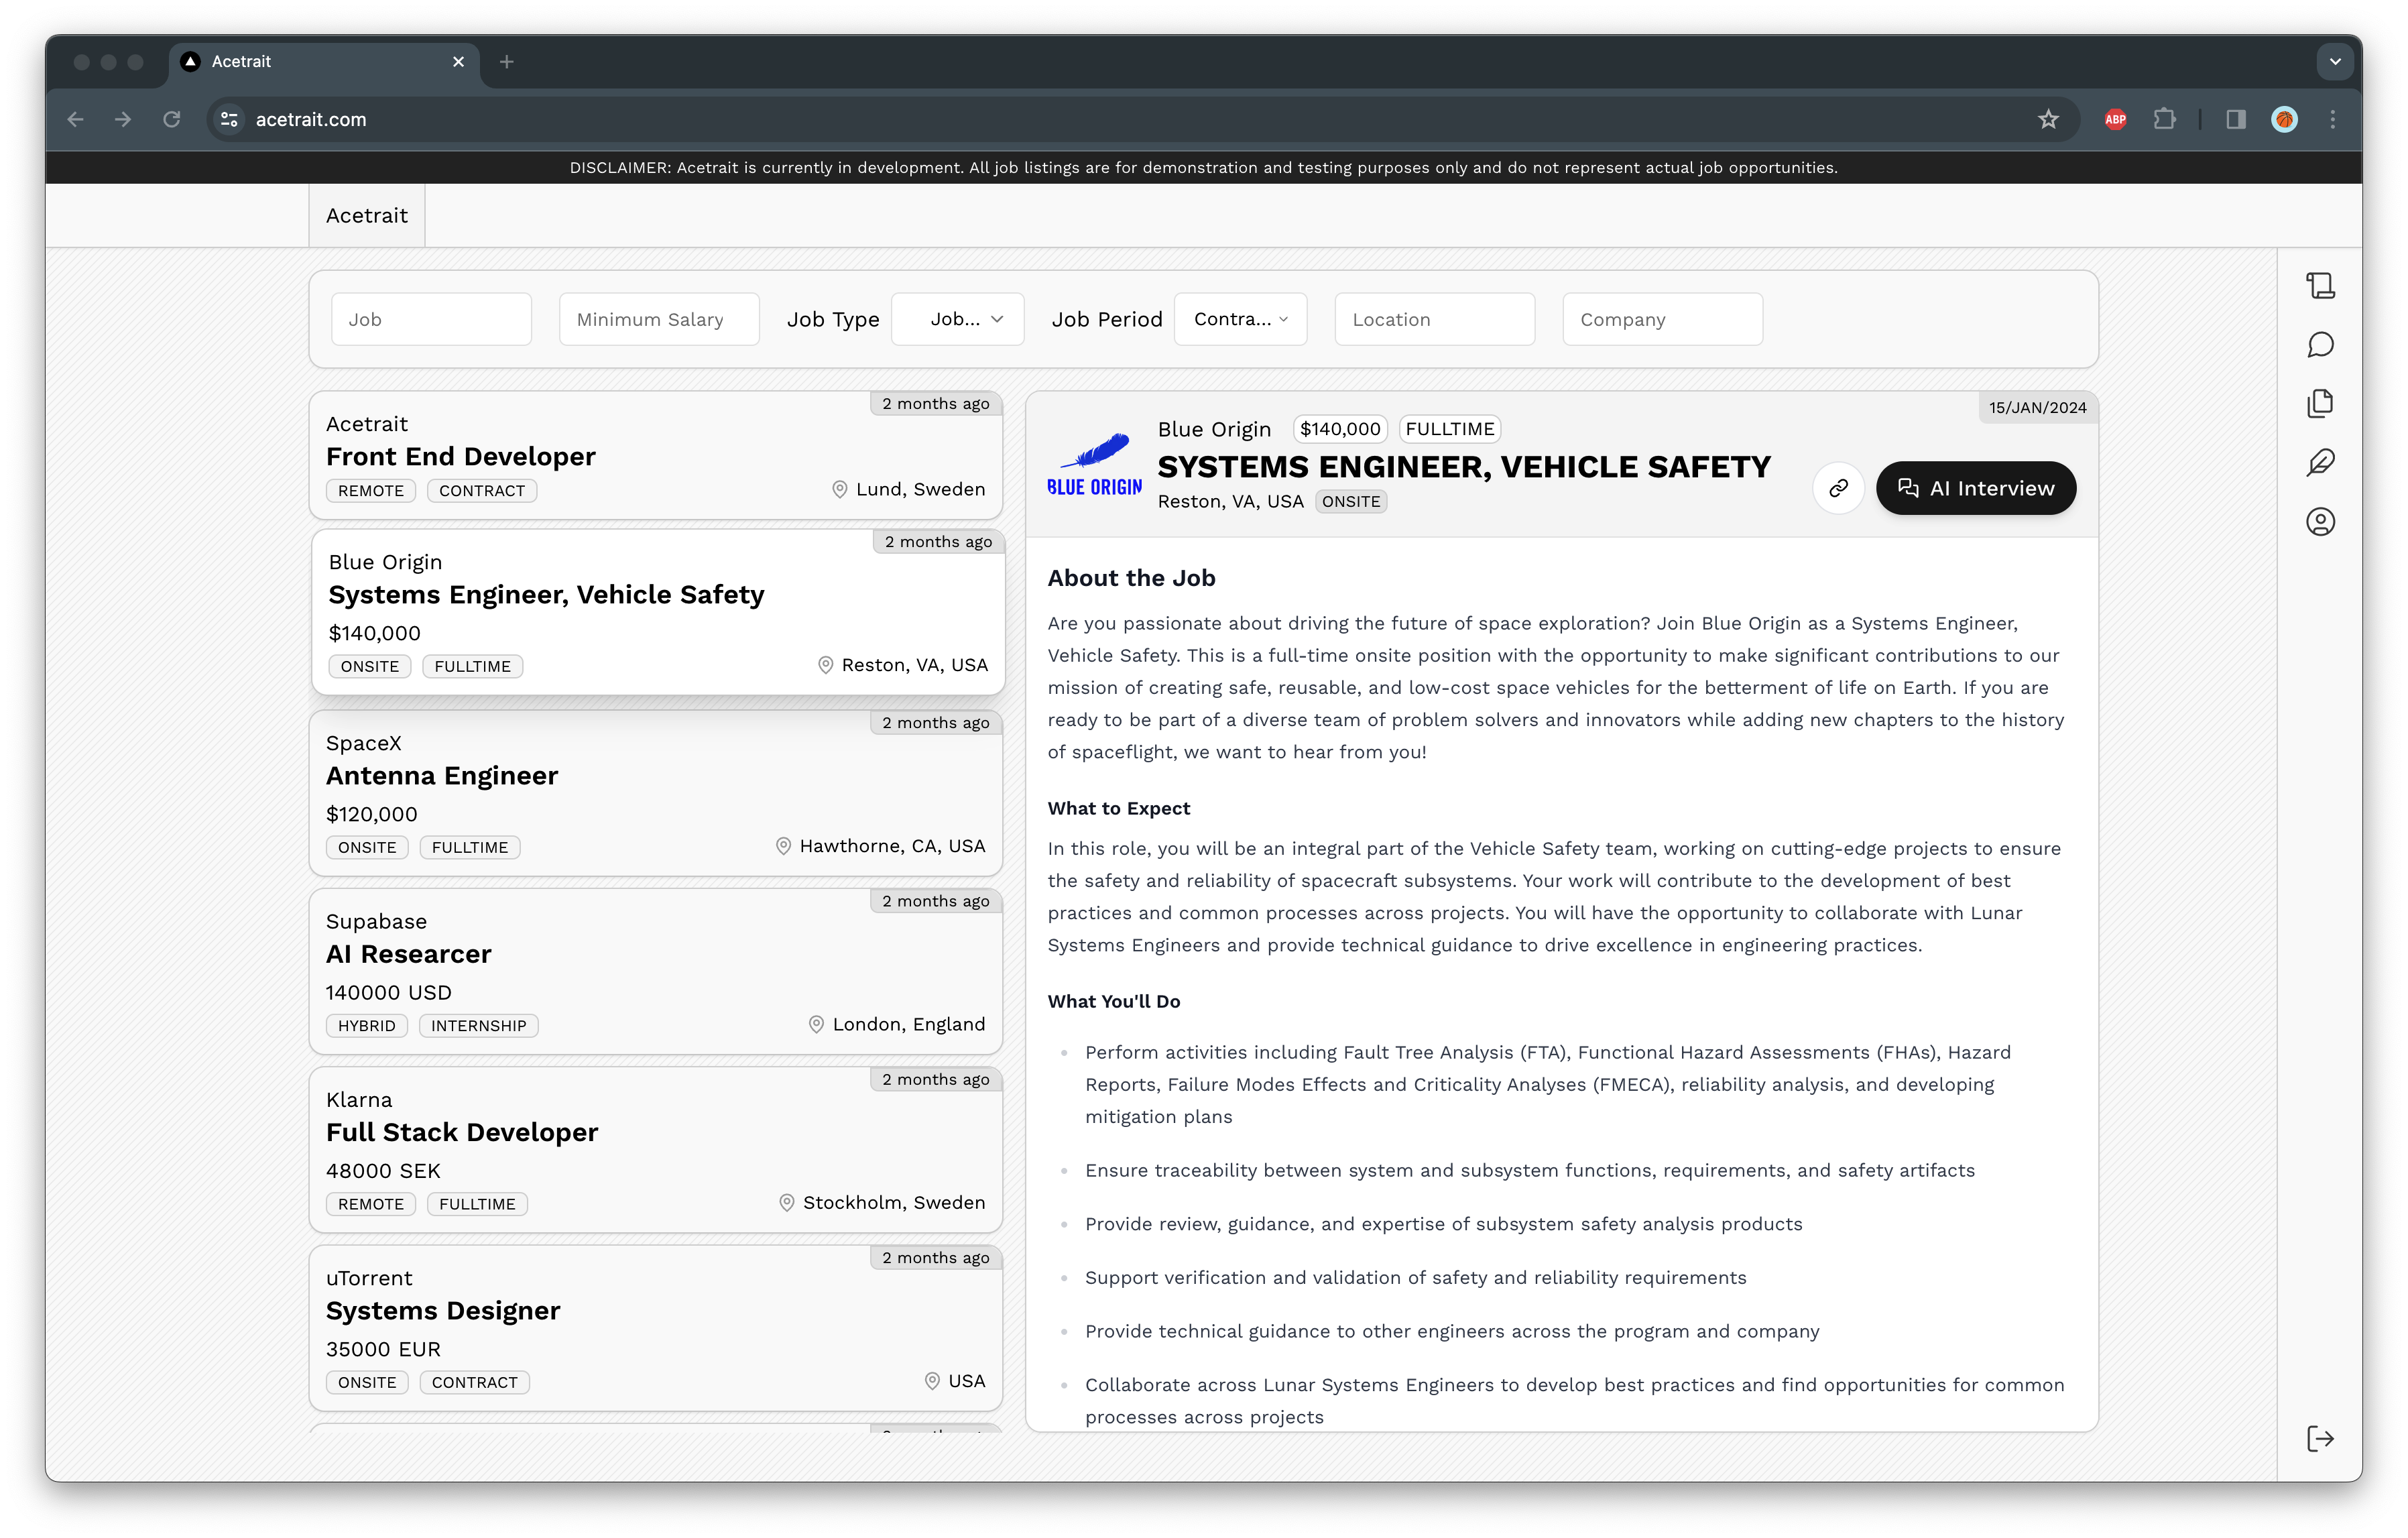 Acetrait
acetrait.com
ABP
DISCLAIMER: Acetrait is currently in development. All job listings are for demonstration and testing purposes only and do not represent actual job opportunities.
Acetrait
Job
Minimum Salary
Job Type
Job...
Job Period
Contra...
Location
Company
2 months ago
Acetrait
Front End Developer
REMOTE
CONTRACT
Lund, Sweden
2 months ago
Blue Origin
Systems Engineer, Vehicle Safety
$140,000
ONSITE
FULLTIME
Reston, VA, USA
2 months ago
SpaceX
Antenna Engineer
$120,000
ONSITE
FULLTIME
Hawthorne, CA, USA
2 months ago
Supabase
AI Researcer
140000 USD
HYBRID
INTERNSHIP
London, England
2 months ago
Klarna
Full Stack Developer
48000 SEK
REMOTE
FULLTIME
Stockholm, Sweden
2 months ago
uTorrent
Systems Designer
35000 EUR
ONSITE
CONTRACT
USA
15/JAN/2024
BLUE ORIGIN
Blue Origin
$140,000
FULLTIME
SYSTEMS ENGINEER, VEHICLE SAFETY
Reston, VA, USA
ONSITE
AI Interview
About the Job
Are you passionate about driving the future of space exploration? Join Blue Origin as a Systems Engineer,
Vehicle Safety. This is a full-time onsite position with the opportunity to make significant contributions to our
mission of creating safe, reusable, and low-cost space vehicles for the betterment of life on Earth. If you are
ready to be part of a diverse team of problem solvers and innovators while adding new chapters to the history
of spaceflight, we want to hear from you!
What to Expect
In this role, you will be an integral part of the Vehicle Safety team, working on cutting-edge projects to ensure
the safety and reliability of spacecraft subsystems. Your work will contribute to the development of best
practices and common processes across projects. You will have the opportunity to collaborate with Lunar
Systems Engineers and provide technical guidance to drive excellence in engineering practices.
What You'll Do
Perform activities including Fault Tree Analysis (FTA), Functional Hazard Assessments (FHAs), Hazard
Reports, Failure Modes Effects and Criticality Analyses (FMECA), reliability analysis, and developing
mitigation plans
Ensure traceability between system and subsystem functions, requirements, and safety artifacts
Provide review, guidance, and expertise of subsystem safety analysis products
Support verification and validation of safety and reliability requirements
Provide technical guidance to other engineers across the program and company
Collaborate across Lunar Systems Engineers to develop best practices and find opportunities for common
processes across projects